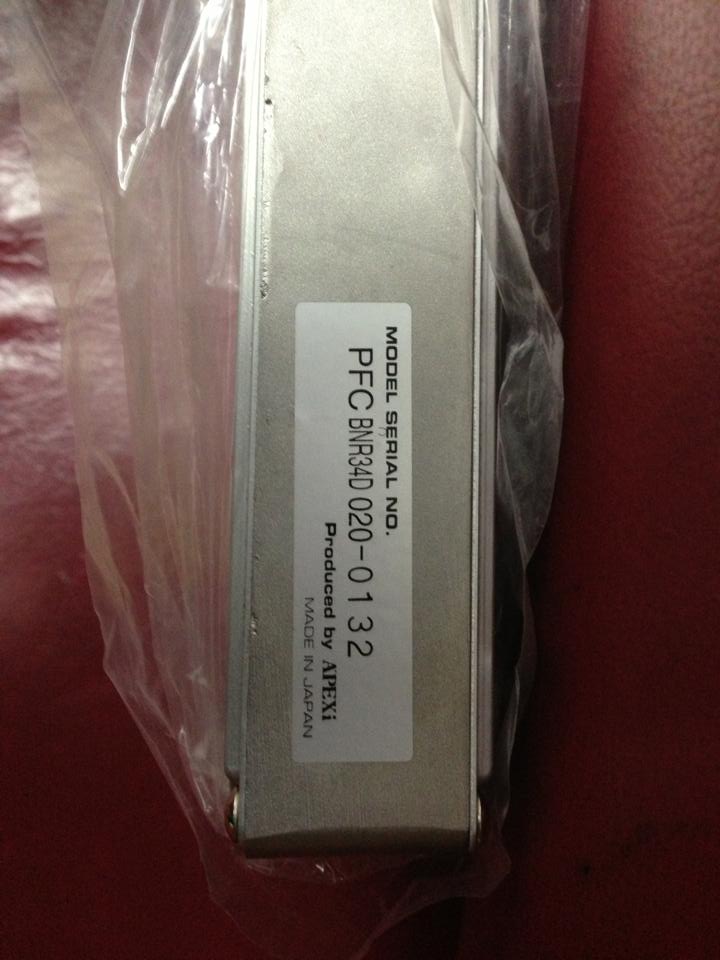 MODEL SERIAL NO.
PFC BNR34D 020-0132
Produced by APEXi
MADE IN JAPAN